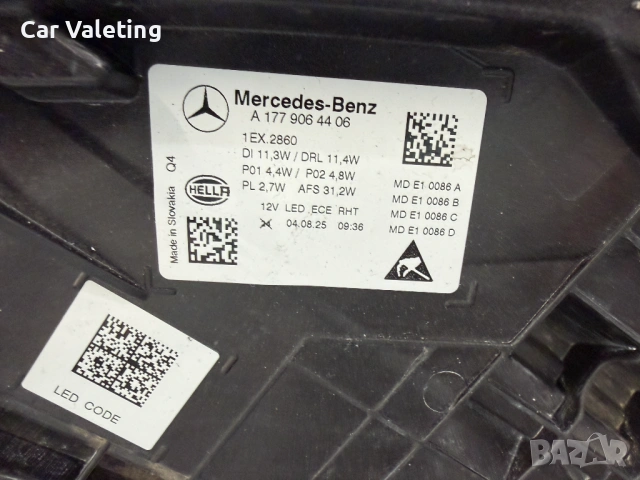 Car Valeting
Mercedes-Benz
A 177 906 44 06
1EX.2860
DI 11,3W / DRL 11,4W
P01 4,4W / P02 4,8W
PL 2,7W AFS 31,2W
12V LED ECE RHT
04.08.25 09:36
HELLA
Made in Slovakia Q4
MD E1 0086 A
MD E1 0086 B
MD E1 0086 C
MD E1 0086 D
LED CODE
BAZAR